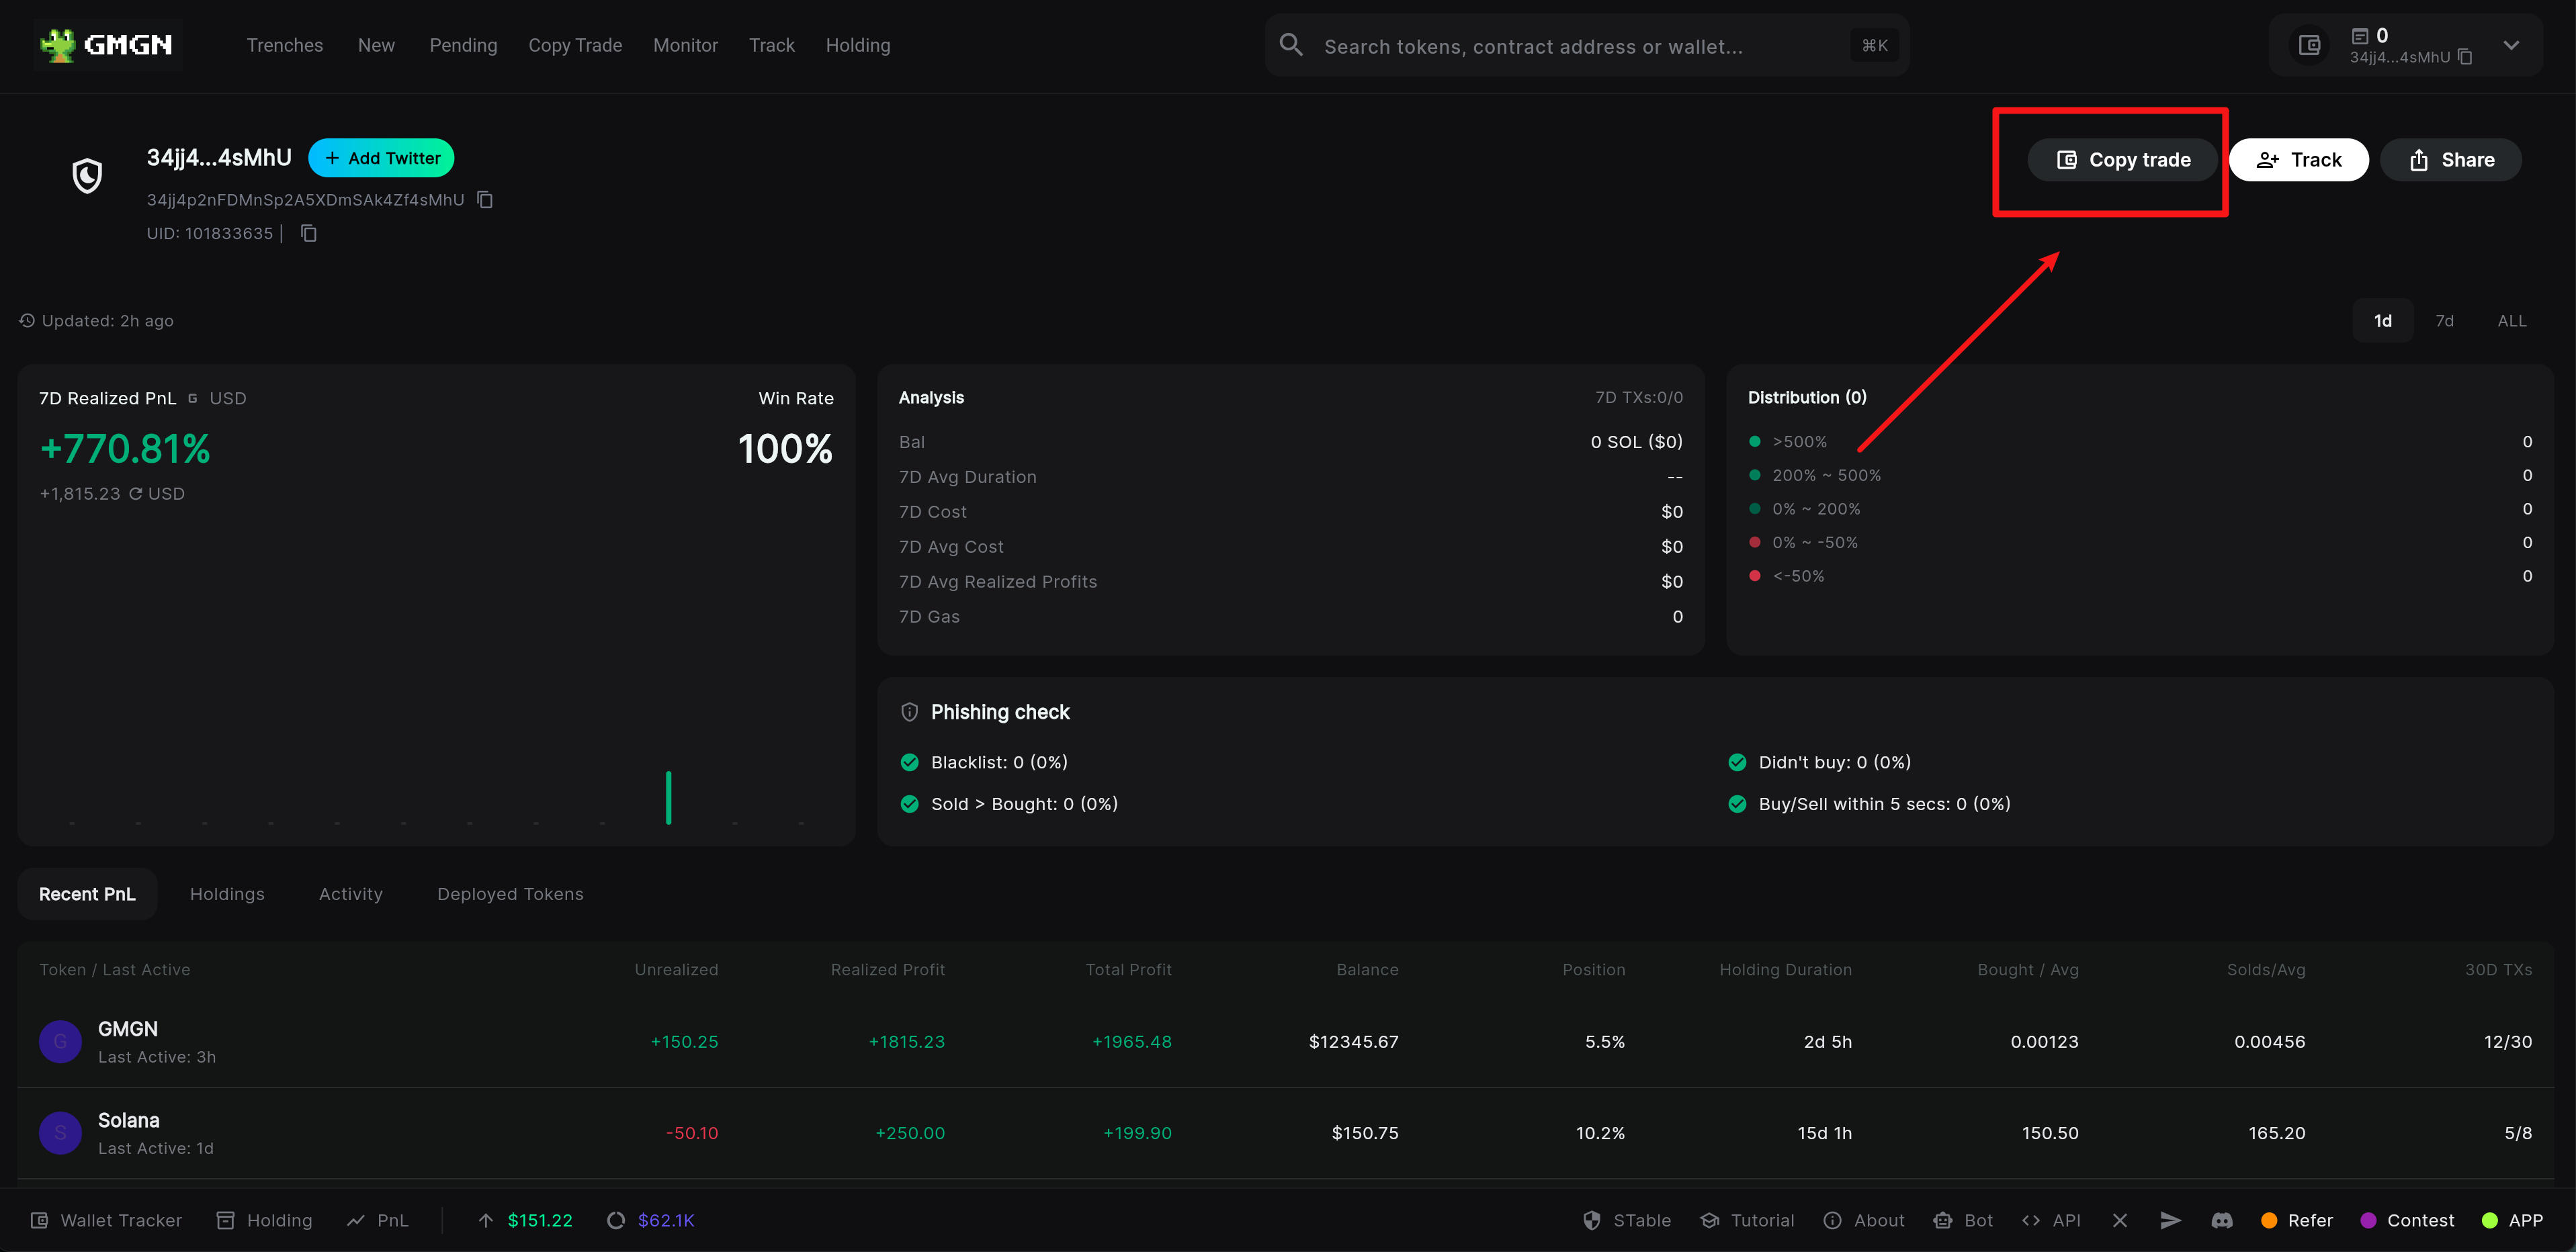 GMGN Trenches New Pending Copy Trade Monitor Track Holding Search tokens, contract address or wallet... ⌘K 0
34jj4...4sMhU
34jj4...4sMhU + Add Twitter Copy trade Track Share
34jj4p2nFDMnSp2A5XDmSAk4Zf4sMhU
UID: 101833635 |
Updated: 2h ago 1d 7d ALL
7D Realized PnL G USD Win Rate
+770.81% 100%
+1,815.23 USD
Analysis 7D TXs:0/0
Bal 0 SOL ($0)
7D Avg Duration --
7D Cost $0
7D Avg Cost $0
7D Avg Realized Profits $0
7D Gas 0
Distribution (0)
>500% 0
200% ~ 500% 0
0% ~ 200% 0
0% ~ -50% 0
<-50% 0
Phishing check
Blacklist: 0 (0%) Didn't buy: 0 (0%)
Sold > Bought: 0 (0%) Buy/Sell within 5 secs: 0 (0%)
Recent PnL Holdings Activity Deployed Tokens
Token / Last Active Unrealized Realized Profit Total Profit Balance Position Holding Duration Bought / Avg Solds/Avg 30D TXs
G GMGN +150.25 +1815.23 +1965.48 $12345.67 5.5% 2d 5h 0.00123 0.00456 12/30
Last Active: 3h
S Solana -50.10 +250.00 +199.90 $150.75 10.2% 15d 1h 150.50 165.20 5/8
Last Active: 1d
Wallet Tracker Holding PnL $151.22 $62.1K STable Tutorial About Bot API Refer Contest APP